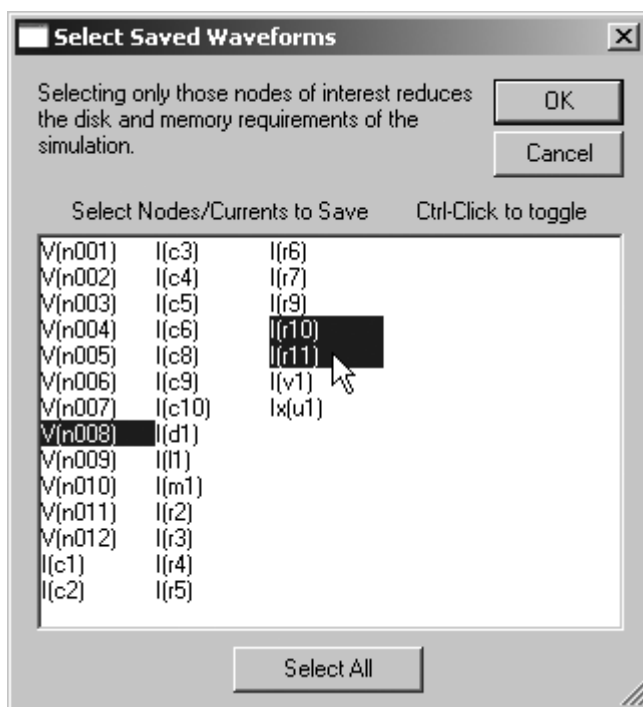 Select Saved Waveforms
Selecting only those nodes of interest reduces
the disk and memory requirements of the
simulation.
OK
Cancel
Select Nodes/Currents to Save Ctrl-Click to toggle
V(n001) I(c3) I(r6)
V(n002) I(c4) I(r7)
V(n003) I(c5) I(r9)
V(n004) I(c6) I(r10)
V(n005) I(c8) I(r11)
V(n006) I(c9) I(v1)
V(n007) I(c10) Ix(u1)
V(n008) I(d1)
V(n009) I(l1)
V(n010) I(m1)
V(n011) I(r2)
V(n012) I(r3)
I(c1) I(r4)
I(c2) I(r5)
Select All